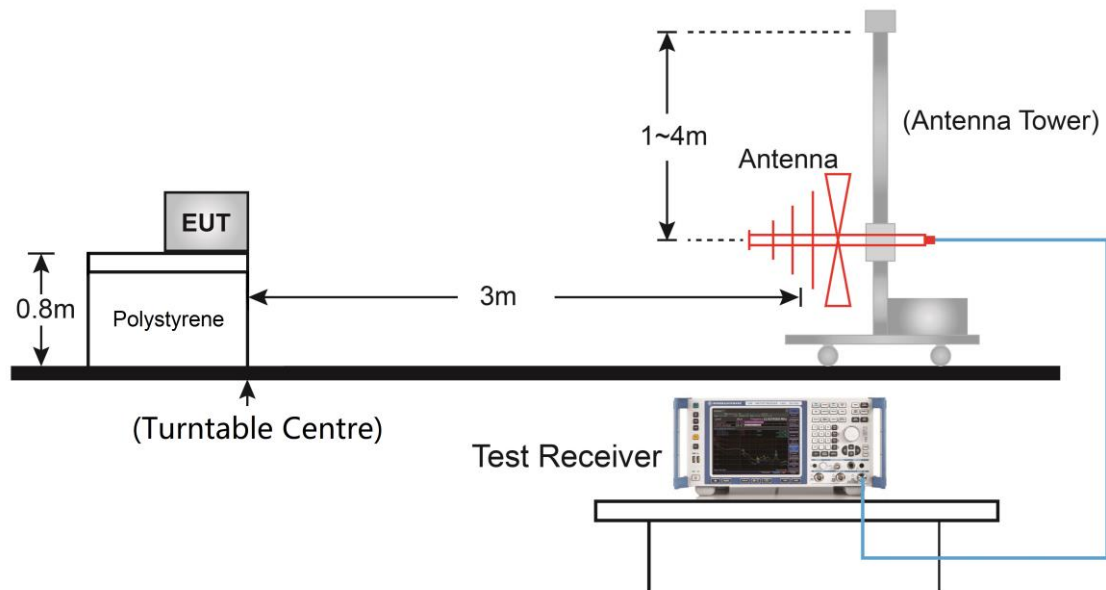 1~4m
(Antenna Tower)
Antenna
EUT
0.8m
Polystyrene
3m
(Turntable Centre)
Test Receiver